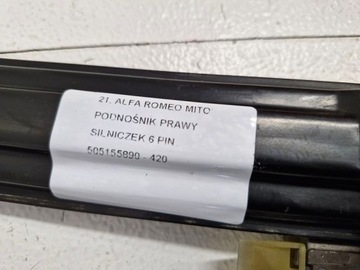 21. ALFA ROMEO MITO
PODNOŚNIK PRAWY
SILNICZEK 6 PIN
505155890 - 420